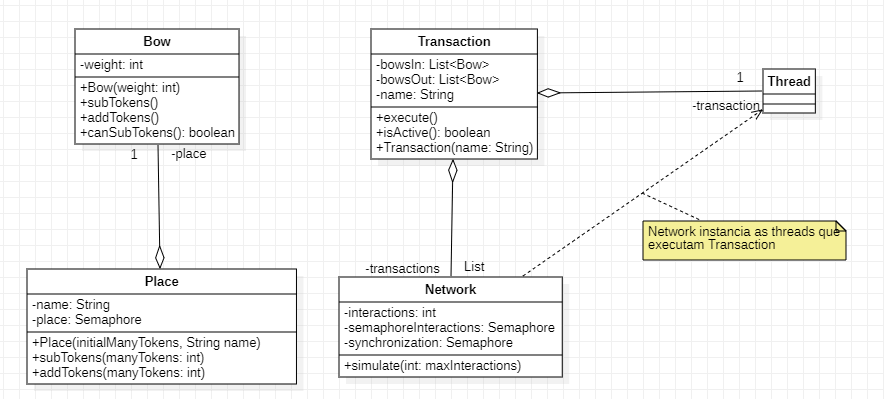 Bow
-weight: int
+Bow(weight: int)
+subTokens()
+addTokens()
+canSubTokens(): boolean
1
-place
Transaction
-bowsIn: List<Bow>
-bowsOut: List<Bow>
-name: String
+execute()
+isActive(): boolean
+Transaction(name: String)
1
Thread
-transaction
Network instancia as threads que
executam Transaction
Place
-name: String
-place: Semaphore
+Place(initialManyTokens, String name)
+subTokens(manyTokens: int)
+addTokens(manyTokens: int)
-transactions
List
Network
-interactions: int
-semaphoreInteractions: Semaphore
-synchronization: Semaphore
+simulate(int: maxInteractions)